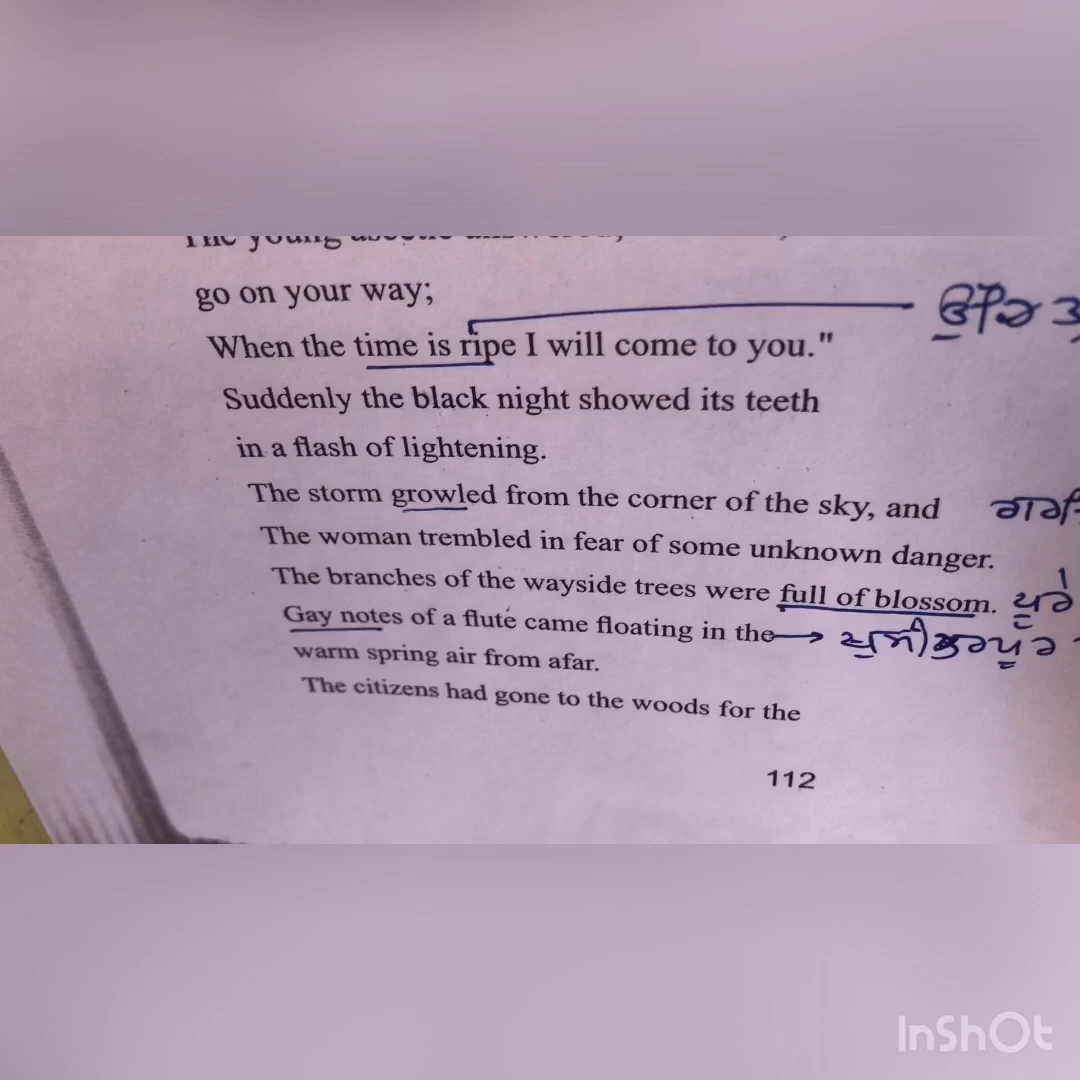 go on your way;
When the time is ripe I will come to you."
Suddenly the black night showed its teeth
in a flash of lightening.
The storm growled from the corner of the sky, and
The woman trembled in fear of some unknown danger.
The branches of the wayside trees were full of blossom. ਪੂਰੇ
Gay notes of a flute came floating in the → ਖੁਸੀ ਭਰਪੂਰ
warm spring air from afar.
The citizens had gone to the woods for the
112
InShOt